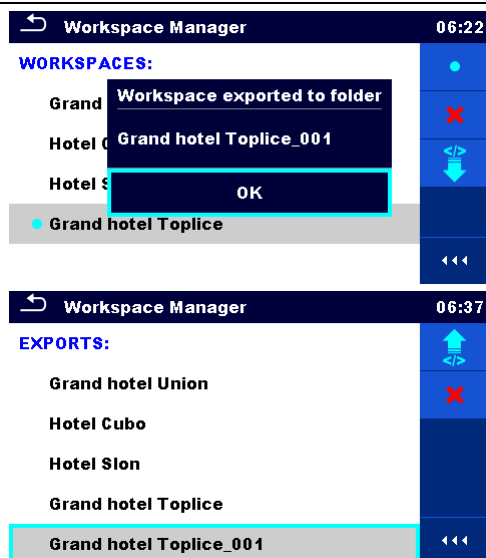 Workspace Manager 06:22
WORKSPACES:
Grand
Workspace exported to folder
Hotel
Grand hotel Toplice_001
Hotel S
OK
Grand hotel Toplice
</>
Workspace Manager 06:37
EXPORTS:
</>
Grand hotel Union
Hotel Cubo
Hotel Slon
Grand hotel Toplice
Grand hotel Toplice_001